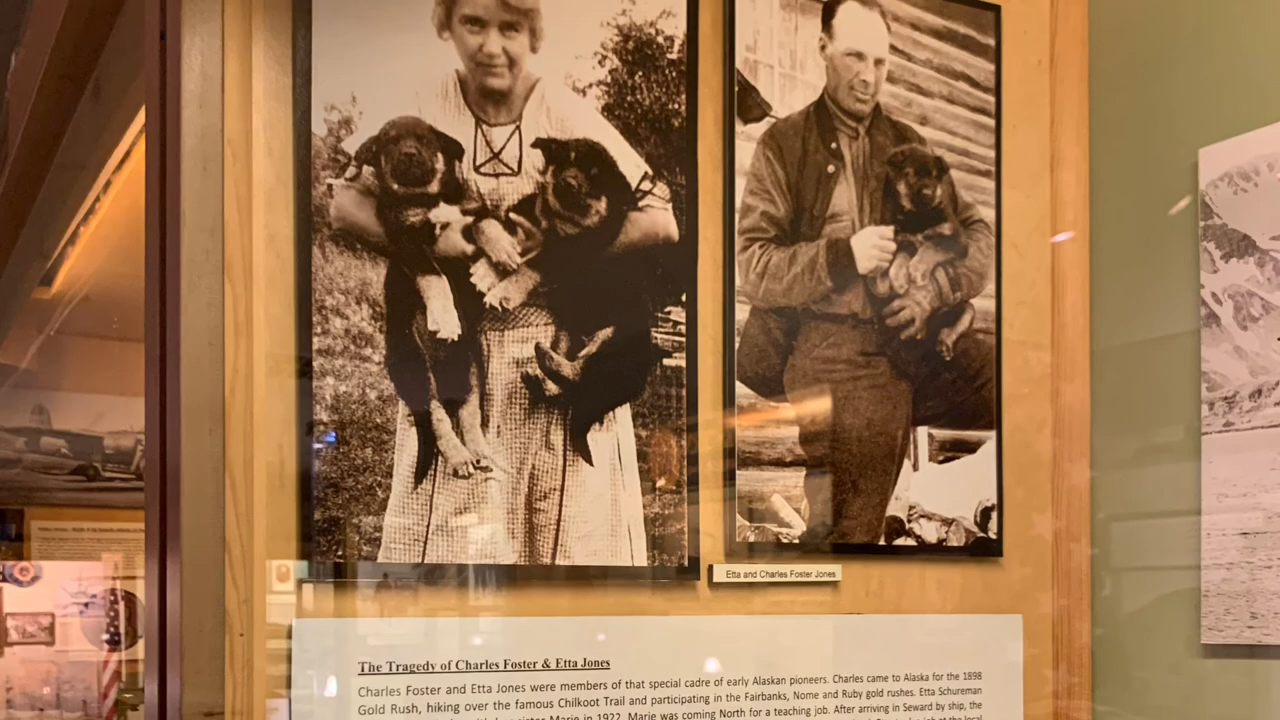 Etta and Charles Foster Jones
The Tragedy of Charles Foster & Etta Jones
Charles Foster and Etta Jones were members of that special cadre of early Alaskan pioneers. Charles came to Alaska for the 1898
Gold Rush, hiking over the famous Chilkoot Trail and participating in the Fairbanks, Nome and Ruby gold rushes. Etta Schureman
sister Marie in 1922. Marie was coming North for a teaching job. After arriving in Seward by ship, the